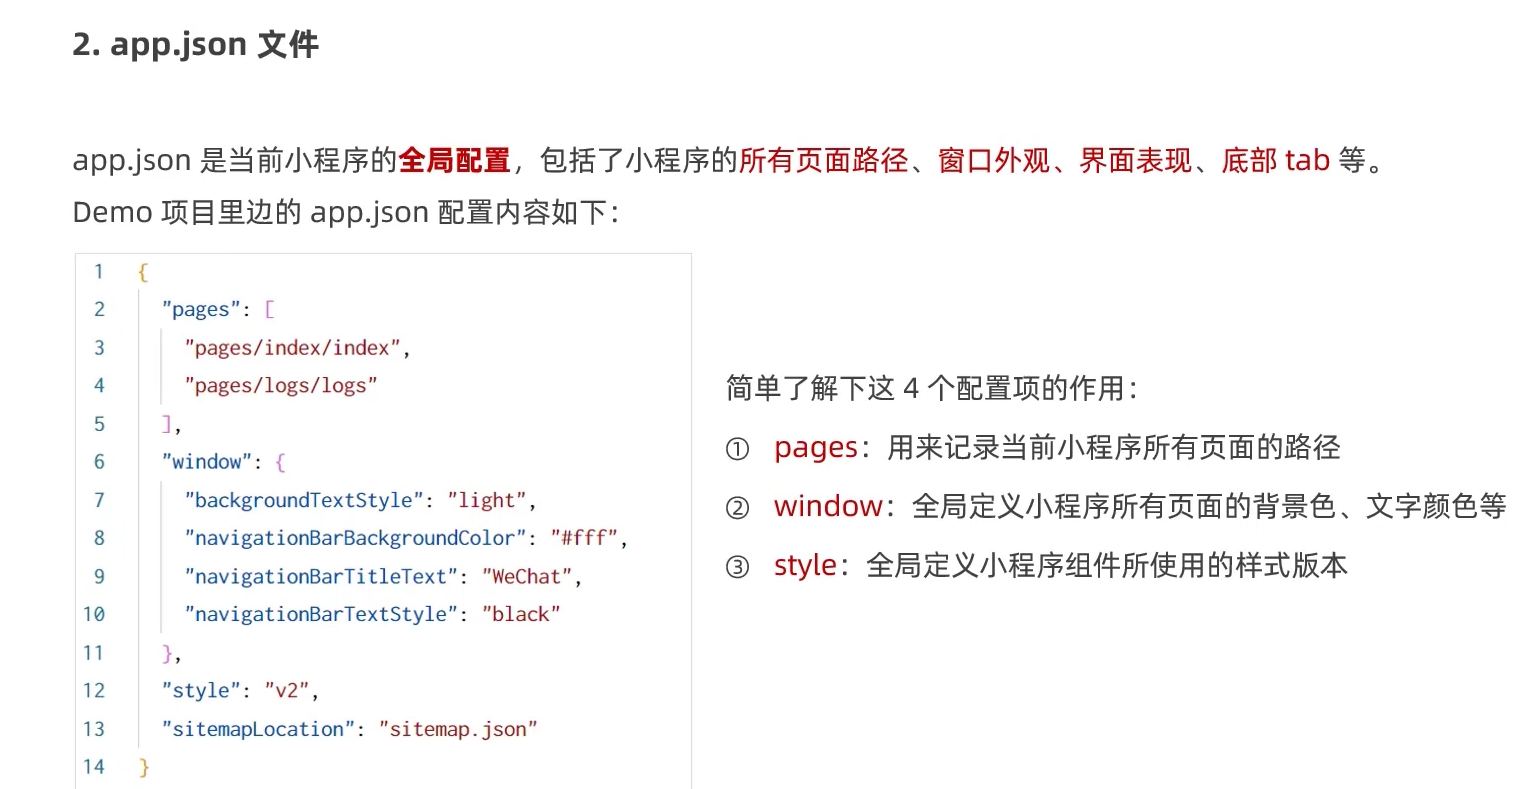 2. app.json 文件
app.json 是当前小程序的全局配置，包括了小程序的所有页面路径、窗口外观、界面表现、底部 tab 等。
Demo 项目里边的 app.json 配置内容如下：
1 {
2 "pages": [
3 "pages/index/index",
4 "pages/logs/logs"
5 ],
6 "window": {
7 "backgroundTextStyle": "light",
8 "navigationBarBackgroundColor": "#fff",
9 "navigationBarTitleText": "WeChat",
10 "navigationBarTextStyle": "black"
11 },
12 "style": "v2",
13 "sitemapLocation": "sitemap.json"
14 }
简单了解下这 4 个配置项的作用：
① pages：用来记录当前小程序所有页面的路径
② window：全局定义小程序所有页面的背景色、文字颜色等
③ style：全局定义小程序组件所使用的样式版本